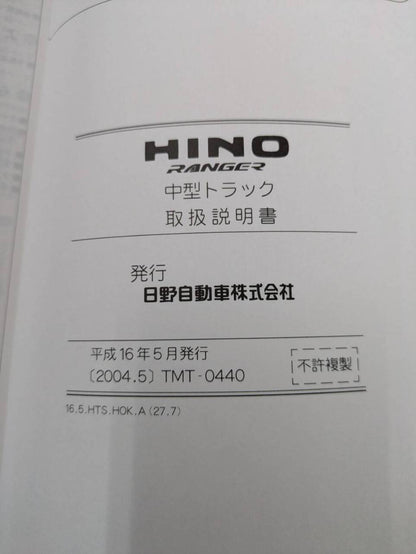 HINO
RANGER
中型トラック
取扱説明書
発行
日野自動車株式会社
平成16年5月発行
〔2004.5〕TMT-0440
不許複製
16.5.HTS.HOK.A(27.7)